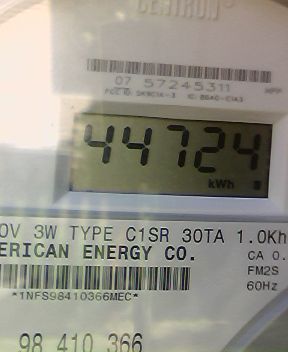 CENTRON
07 57245311
44724
kWh
0V 3W TYPE C1SR 30TA 1.0Kh
ERICAN ENERGY CO.
CA 0.
FM2S
60Hz
*1NFS98410366MEC*
98 410 366